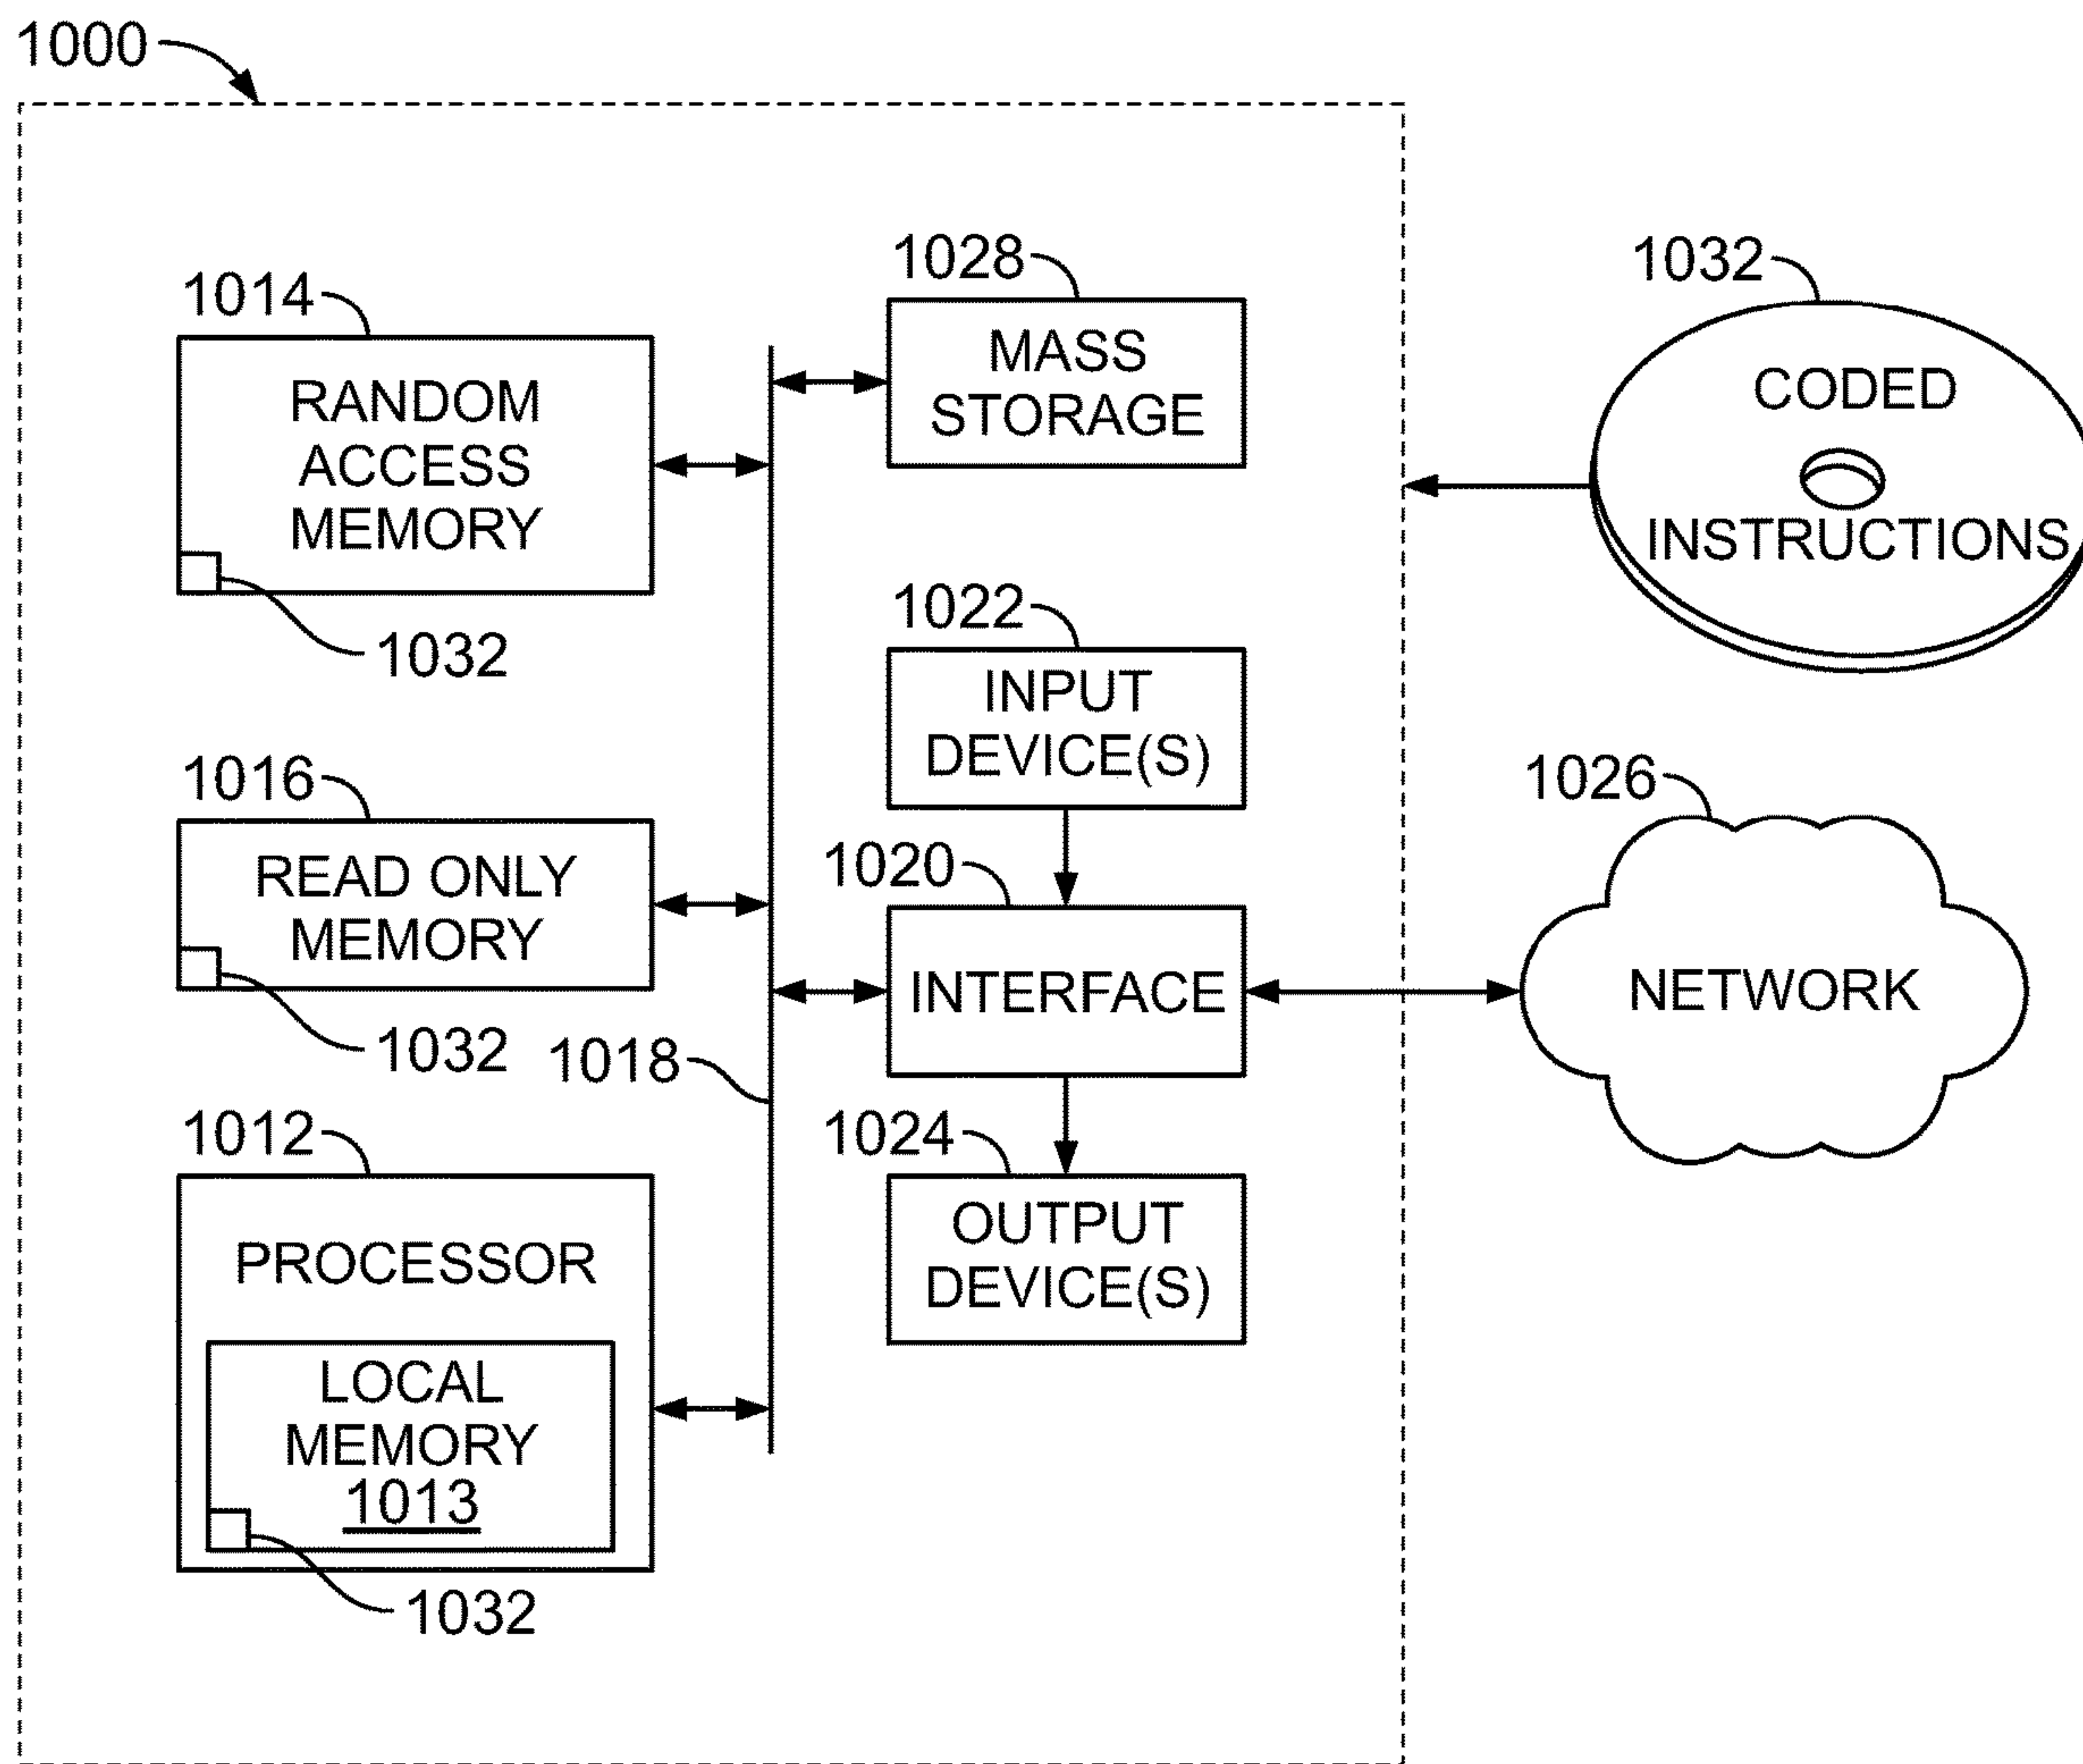 1000
1014
RANDOM
ACCESS
MEMORY
1032
1016
READ ONLY
MEMORY
1032
1018
1012
PROCESSOR
LOCAL
MEMORY
1013
1032
1028
MASS
STORAGE
1022
INPUT
DEVICE(S)
1020
INTERFACE
1024
OUTPUT
DEVICE(S)
1032
CODED
INSTRUCTIONS
1026
NETWORK